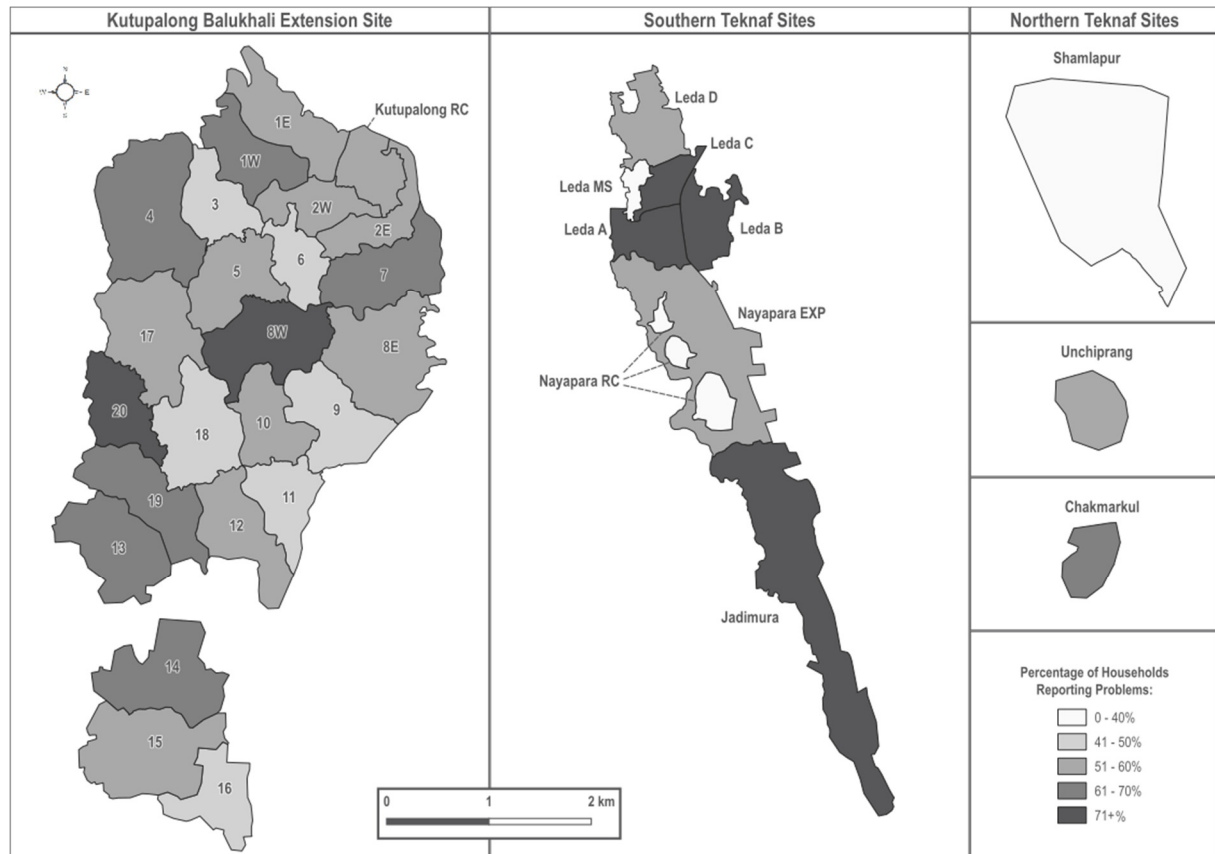 Kutupalong Balukhali Extension Site
Southern Teknaf Sites
Northern Teknaf Sites
N
W
E
S
1E
Kutupalong RC
1W
2W
3
4
2E
6
5
7
8W
17
8E
20
9
10
18
11
19
12
13
14
15
16
Leda D
Leda C
Leda MS
Leda A
Leda B
Nayapara EXP
Nayapara RC
Jadimura
0
1
2 km
Shamlapur
Unchiprang
Chakmarkul
Percentage of Households
Reporting Problems:
0 - 40%
41 - 50%
51 - 60%
61 - 70%
71+%